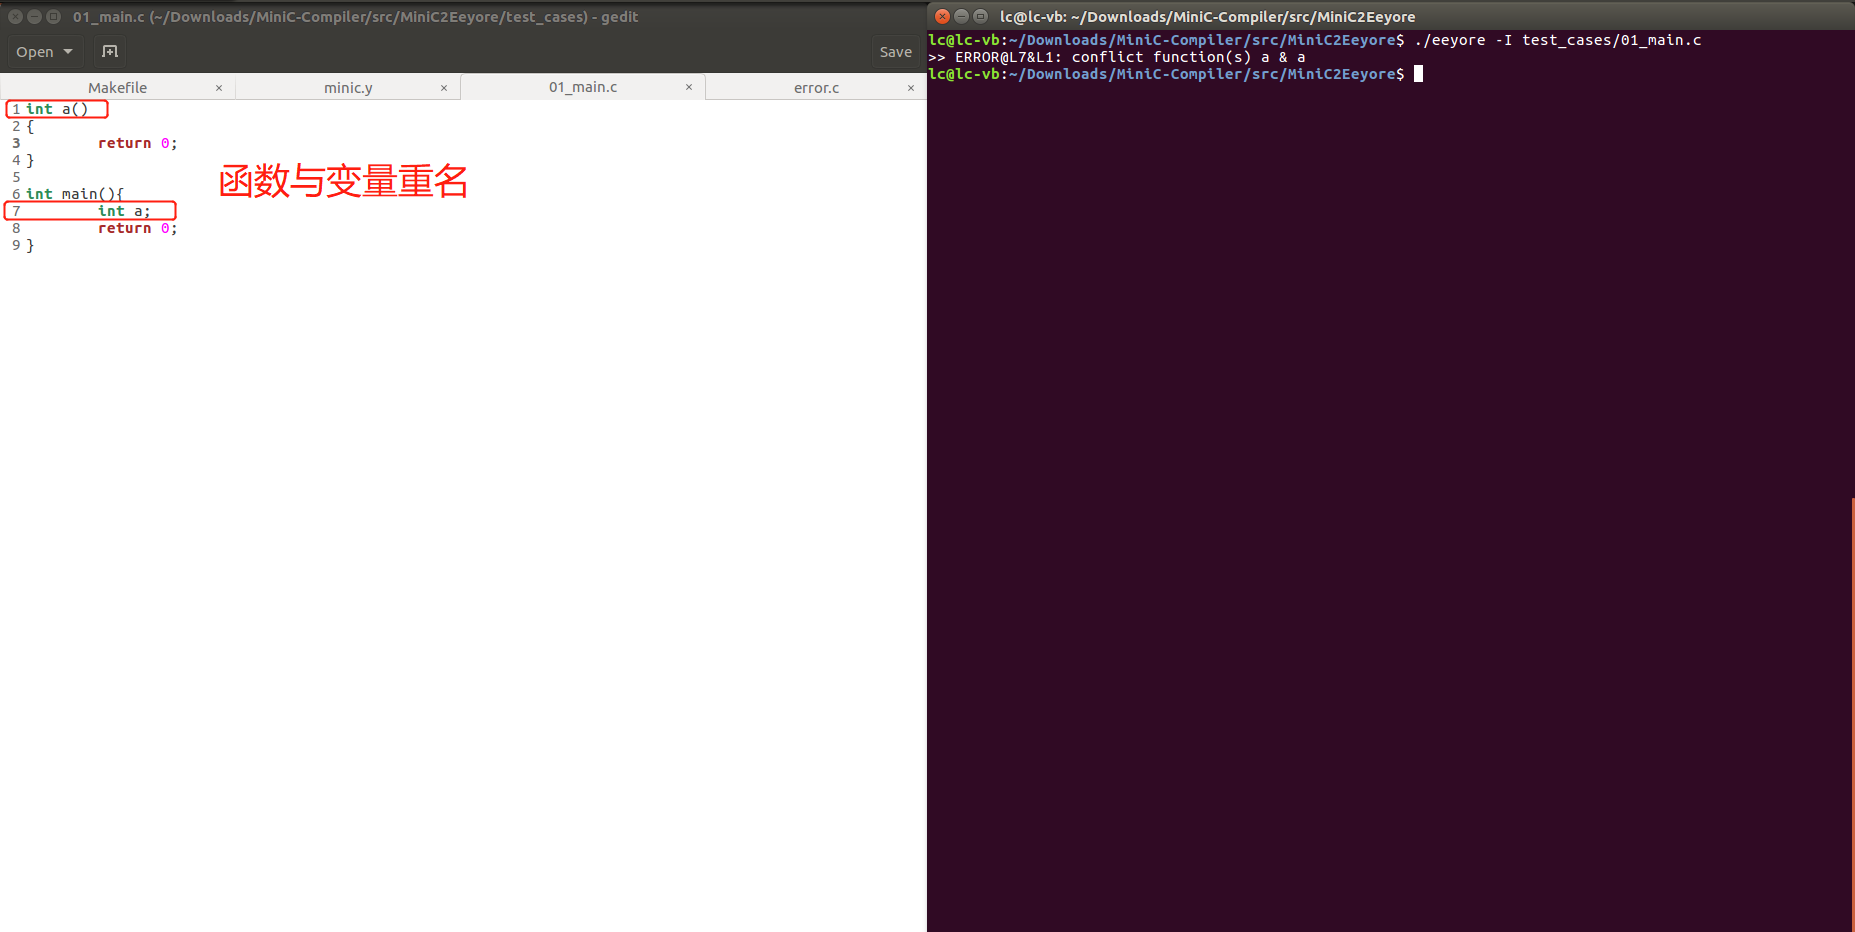 01_main.c (~/Downloads/MiniC-Compiler/src/MiniC2Eeyore/test_cases) - gedit
Open
Save
Makefile × minic.y × 01_main.c × error.c ×
1 int a()
2 {
3 return 0;
4 }
5
6 int main(){
7 int a;
8 return 0;
9 }
函数与变量重名
lc@lc-vb: ~/Downloads/MiniC-Compiler/src/MiniC2Eeyore
lc@lc-vb:~/Downloads/MiniC-Compiler/src/MiniC2Eeyore$ ./eeyore -I test_cases/01_main.c
>> ERROR@L7&L1: conflict function(s) a & a
lc@lc-vb:~/Downloads/MiniC-Compiler/src/MiniC2Eeyore$